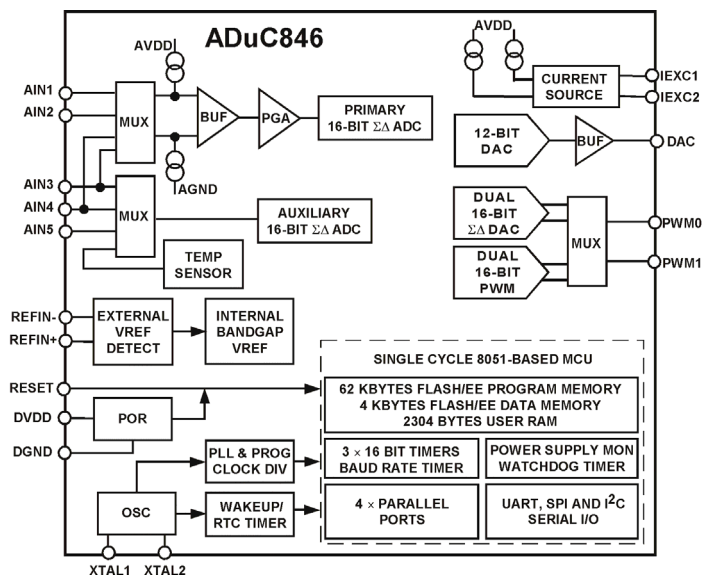 ADuC846
AVDD
AIN1
AIN2
MUX
BUF
PGA
PRIMARY
16-BIT ΣΔ ADC
AGND
AIN3
AIN4
AIN5
MUX
AUXILIARY
16-BIT ΣΔ ADC
TEMP
SENSOR
AVDD
CURRENT
SOURCE
IEXC1
IEXC2
12-BIT
DAC
BUF
DAC
DUAL
16-BIT
ΣΔ DAC
DUAL
16-BIT
PWM
MUX
PWM0
PWM1
REFIN-
REFIN+
EXTERNAL
VREF
DETECT
INTERNAL
BANDGAP
VREF
RESET
DVDD
DGND
POR
PLL & PROG
CLOCK DIV
OSC
WAKEUP/
RTC TIMER
XTAL1
XTAL2
SINGLE CYCLE 8051-BASED MCU
62 KBYTES FLASH/EE PROGRAM MEMORY
4 KBYTES FLASH/EE DATA MEMORY
2304 BYTES USER RAM
3 × 16 BIT TIMERS
BAUD RATE TIMER
POWER SUPPLY MON
WATCHDOG TIMER
4 × PARALLEL
PORTS
UART, SPI AND I²C
SERIAL I/O